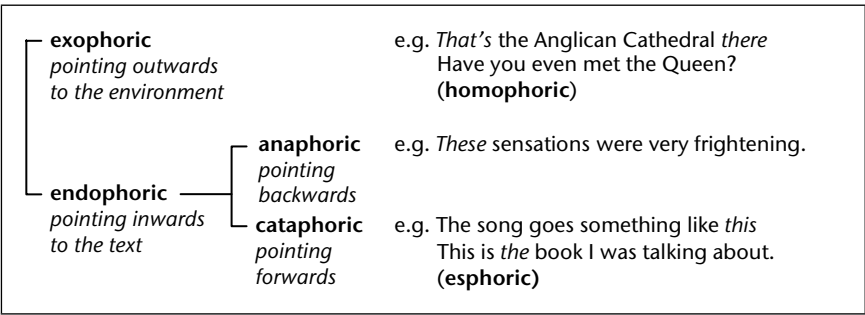 exophoric e.g. That's the Anglican Cathedral there
pointing outwards Have you even met the Queen?
to the environment (homophoric)
anaphoric e.g. These sensations were very frightening.
pointing
backwards
endophoric
pointing inwards
to the text
cataphoric e.g. The song goes something like this
pointing This is the book I was talking about.
forwards (esphoric)